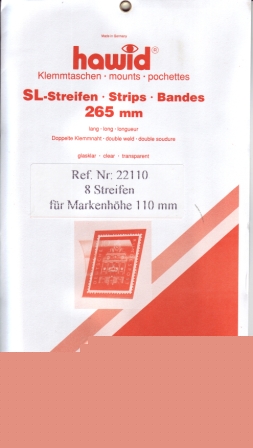 Made in Germany
hawid®
Klemmtaschen · mounts · pochettes
SL-Streifen · Strips · Bandes
265 mm
lang · long · longueur
Doppelte Klemmnaht · double weld · double soudure
glasklar · clear · transparent
Ref. Nr: 22110
8 Streifen
für Markenhöhe 110 mm